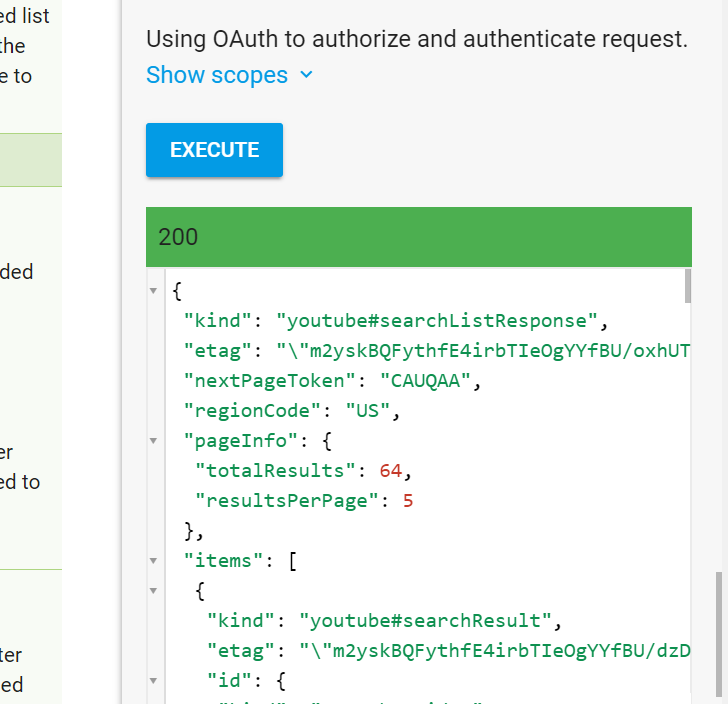 ed list
the
e to
ded
er
ed to
ter
ed
Using OAuth to authorize and authenticate request.
Show scopes
EXECUTE
200
{
"kind": "youtube#searchListResponse",
"etag": "\"m2yskBQFythfE4irbTIeOgYYfBU/oxhUT
"nextPageToken": "CAUQAA",
"regionCode": "US",
"pageInfo": {
"totalResults": 64,
"resultsPerPage": 5
},
"items": [
{
"kind": "youtube#searchResult",
"etag": "\"m2yskBQFythfE4irbTIeOgYYfBU/dzD
"id": {